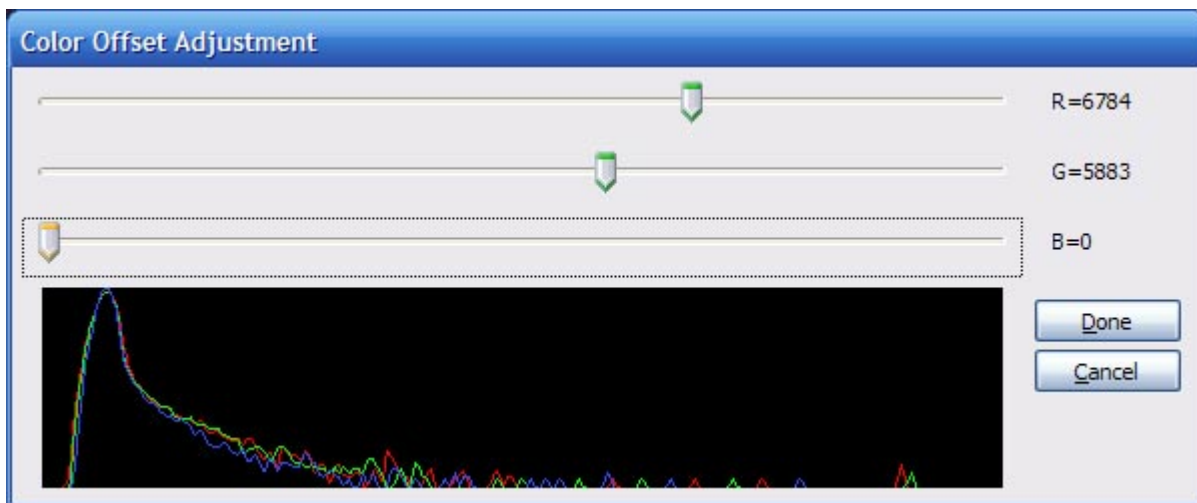 Color Offset Adjustment
R=6784
G=5883
B=0
Done
Cancel